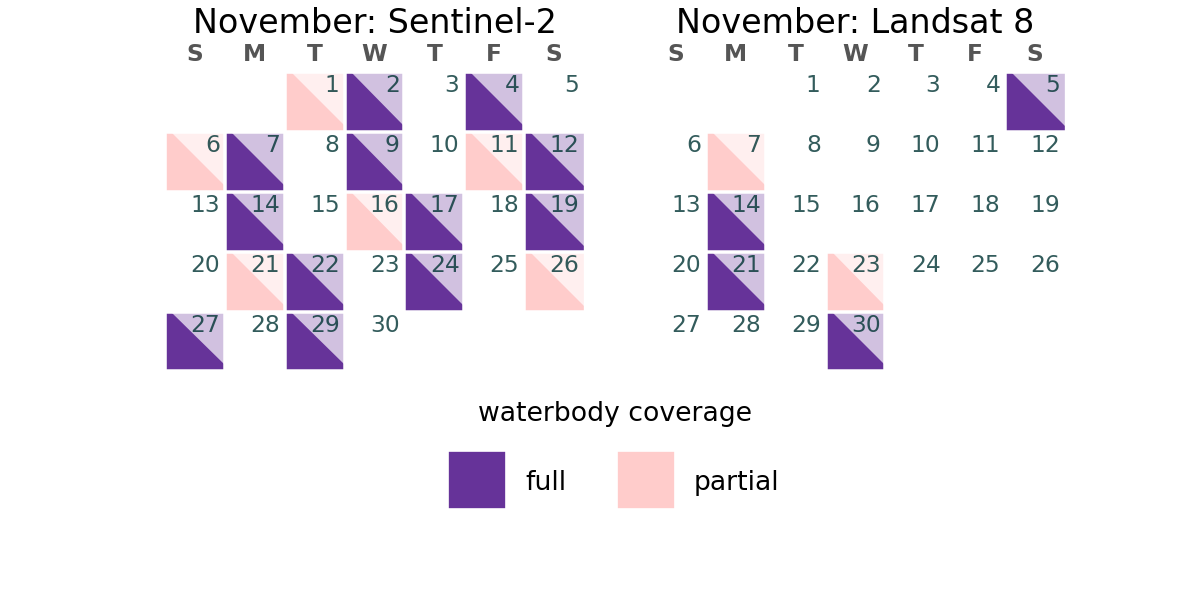 November: Sentinel-2
S M T W T F S
1 2 3 4 5
6 7 8 9 10 11 12
13 14 15 16 17 18 19
20 21 22 23 24 25 26
27 28 29 30
November: Landsat 8
S M T W T F S
1 2 3 4 5
6 7 8 9 10 11 12
13 14 15 16 17 18 19
20 21 22 23 24 25 26
27 28 29 30
waterbody coverage
full
partial